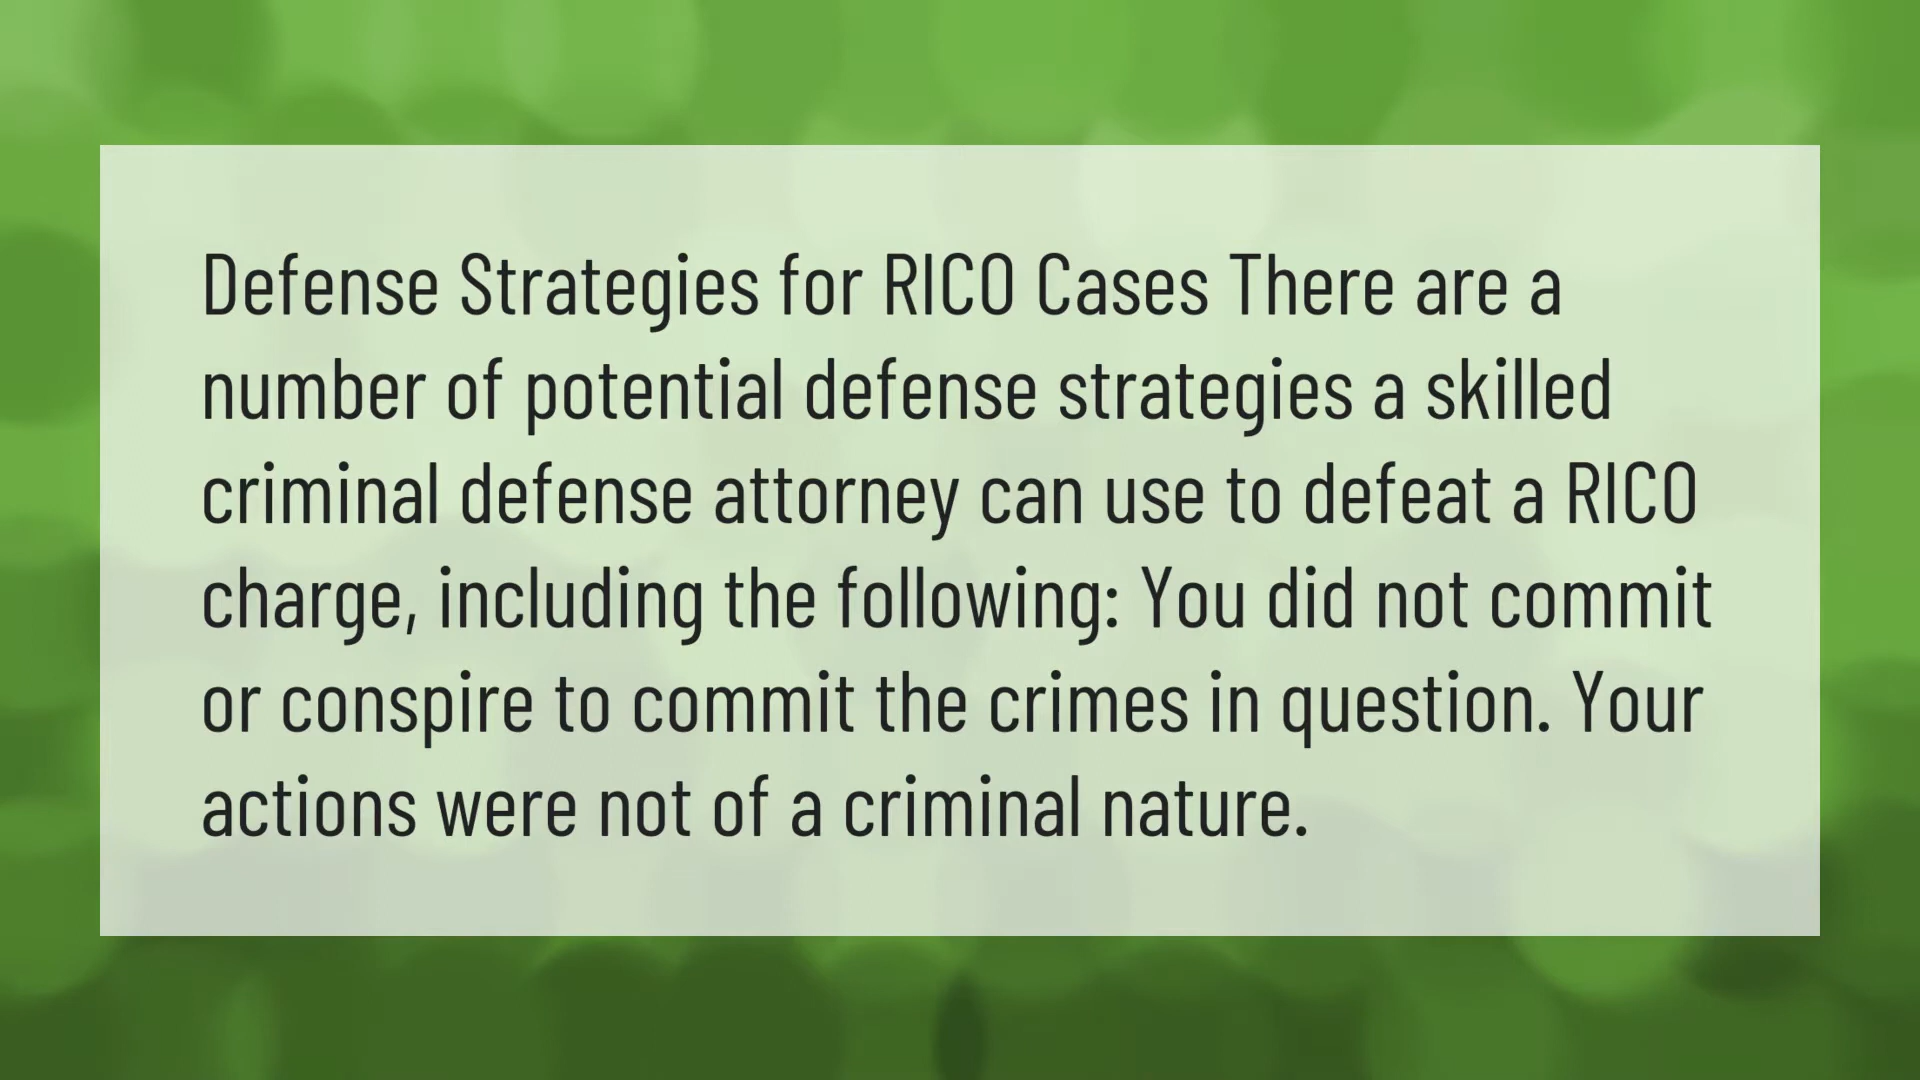 Defense Strategies for RICO Cases There are a
number of potential defense strategies a skilled
criminal defense attorney can use to defeat a RICO
charge, including the following: You did not commit
or conspire to commit the crimes in question. Your
actions were not of a criminal nature.